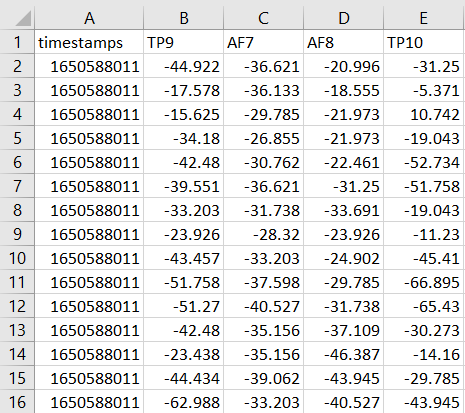 A B C D E
1 timestamps TP9 AF7 AF8 TP10
2 1650588011 -44.922 -36.621 -20.996 -31.25
3 1650588011 -17.578 -36.133 -18.555 -5.371
4 1650588011 -15.625 -29.785 -21.973 10.742
5 1650588011 -34.18 -26.855 -21.973 -19.043
6 1650588011 -42.48 -30.762 -22.461 -52.734
7 1650588011 -39.551 -36.621 -31.25 -51.758
8 1650588011 -33.203 -31.738 -33.691 -19.043
9 1650588011 -23.926 -28.32 -23.926 -11.23
10 1650588011 -43.457 -33.203 -24.902 -45.41
11 1650588011 -51.758 -37.598 -29.785 -66.895
12 1650588011 -51.27 -40.527 -31.738 -65.43
13 1650588011 -42.48 -35.156 -37.109 -30.273
14 1650588011 -23.438 -35.156 -46.387 -14.16
15 1650588011 -44.434 -39.062 -43.945 -29.785
16 1650588011 -62.988 -33.203 -40.527 -43.945